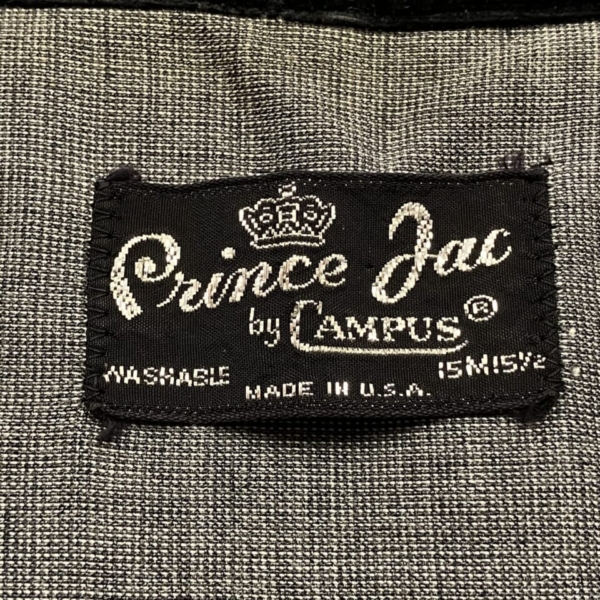 Prince Jac
by CAMPUS®
WASHABLE 15M15½
MADE IN U.S.A.